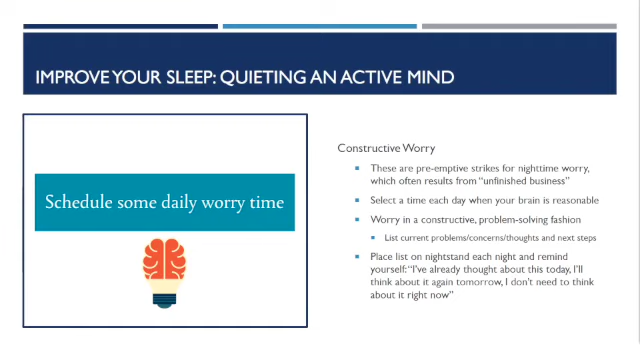 IMPROVE YOUR SLEEP: QUIETING AN ACTIVE MIND
Schedule some daily worry time
Constructive Worry
These are pre-emptive strikes for nighttime worry,
which often results from “unfinished business”
Select a time each day when your brain is reasonable
Worry in a constructive, problem-solving fashion
List current problems/concerns/thoughts and next steps
Place list on nightstand each night and remind
yourself: “I’ve already thought about this today, I’ll
think about it again tomorrow, I don’t need to think
about it right now”